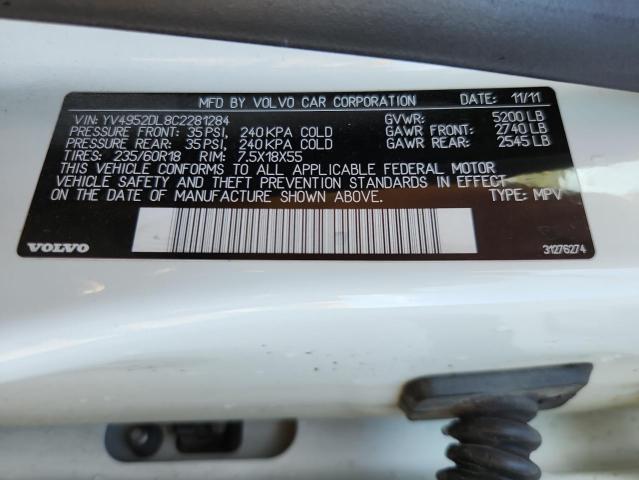 MFD BY VOLVO CAR CORPORATION DATE: 11/11
VIN: YV4952DL8C2281284 GVWR: 5200 LB
PRESSURE FRONT: 35 PSI, 240 KPA COLD GAWR FRONT: 2740 LB
PRESSURE REAR: 35 PSI, 240 KPA COLD GAWR REAR: 2545 LB
TIRES: 235/60R18 RIM: 7.5X18X55
THIS VEHICLE CONFORMS TO ALL APPLICABLE FEDERAL MOTOR
VEHICLE SAFETY AND THEFT PREVENTION STANDARDS IN EFFECT
ON THE DATE OF MANUFACTURE SHOWN ABOVE. TYPE: MPV
VOLVO 31276274